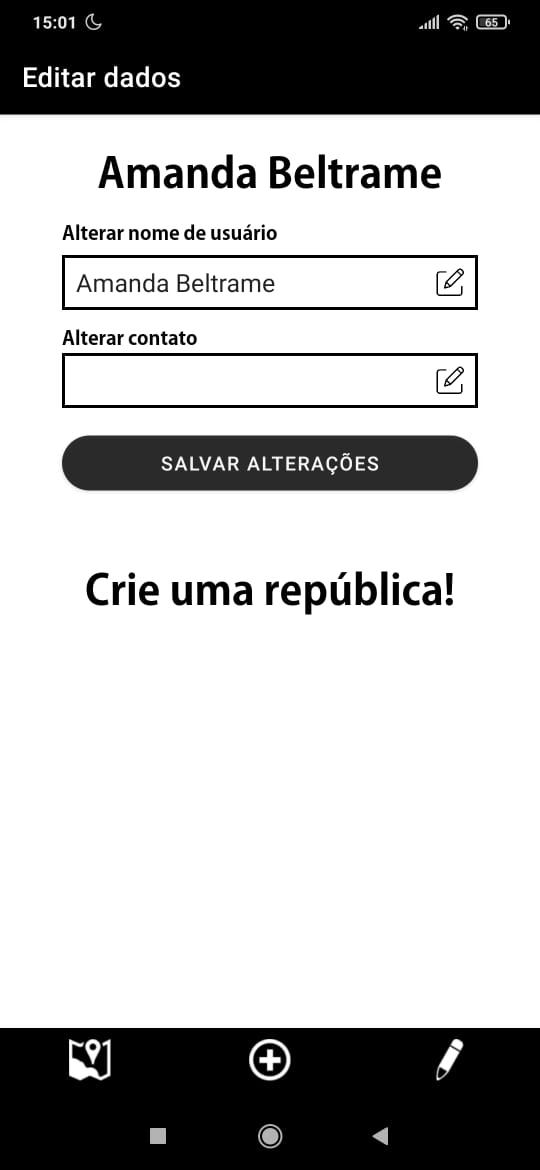 15:01
65
Editar dados
Amanda Beltrame
Alterar nome de usuário
Amanda Beltrame
Alterar contato
SALVAR ALTERAÇÕES
Crie uma república!